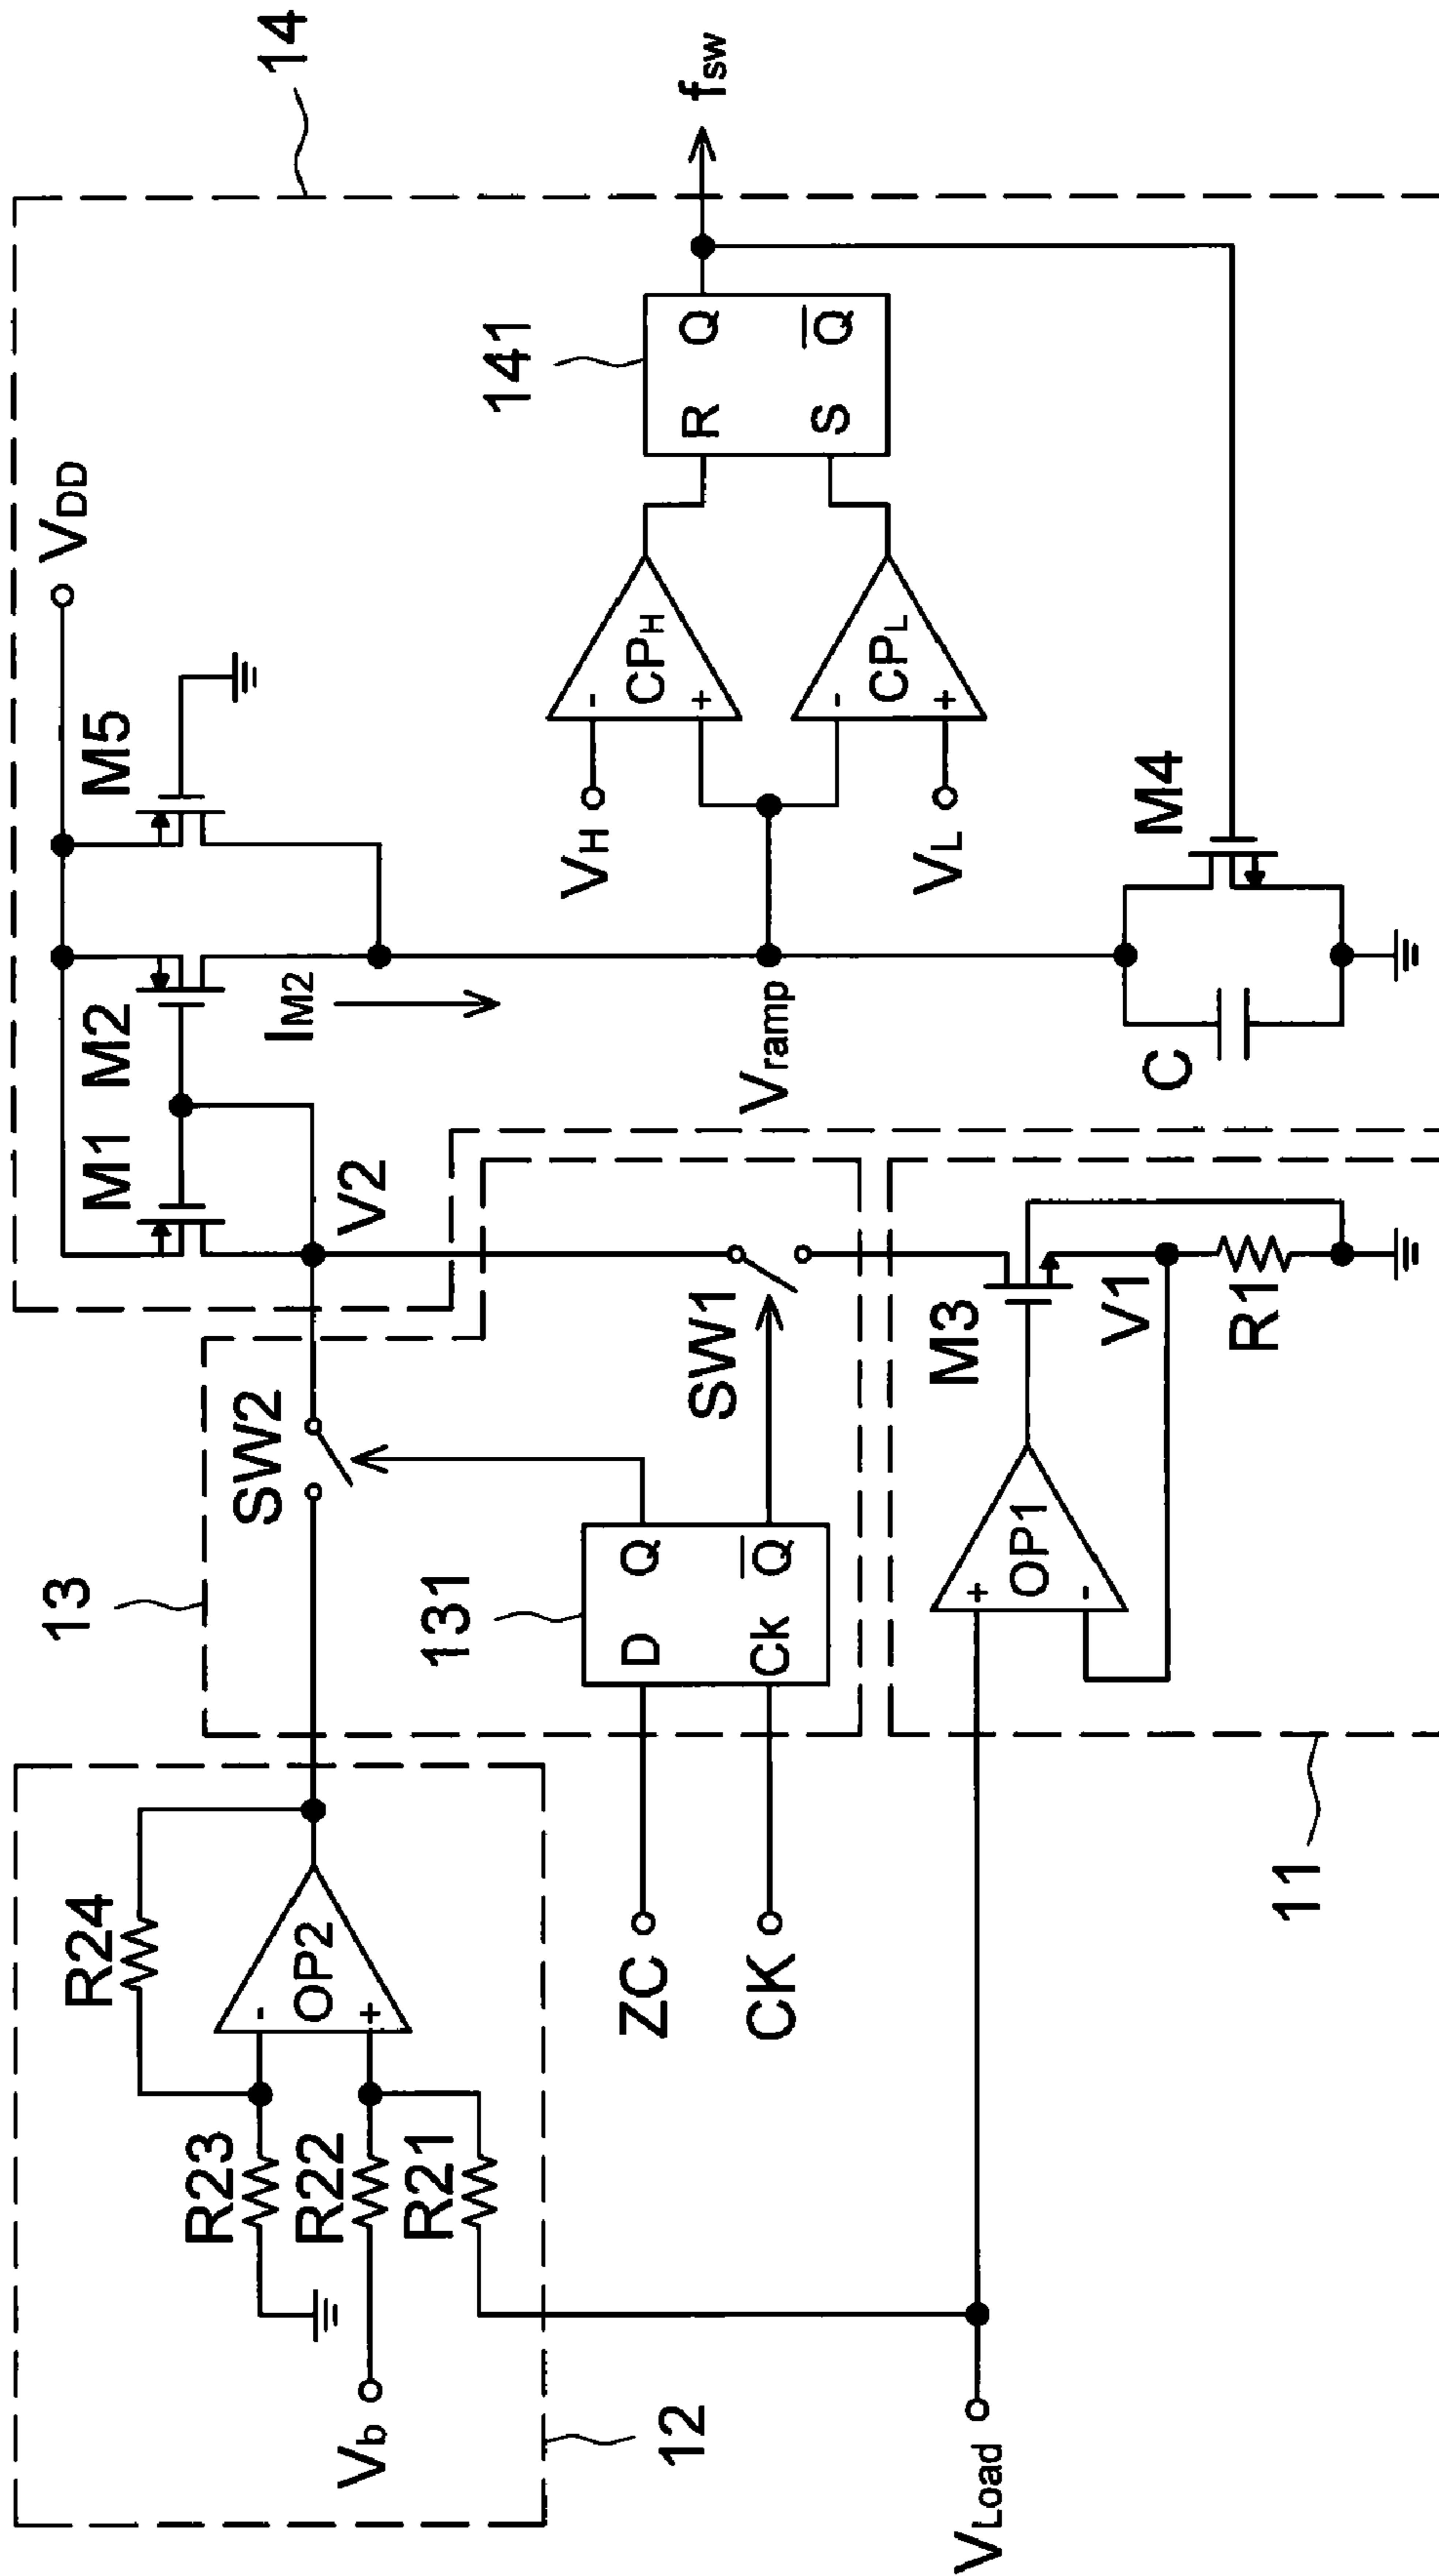 14
VDD
M5
M2
M1
IM2
V2
fsw
141
R
Q
S
Q
CPH
-
+
CPL
-
+
VH
VL
Vramp
M4
C
13
SW2
SW1
131
D
Q
Ck
Q
ZC
CK
R24
OP2
-
+
R23
R22
R21
Vb
12
OP1
+
-
M3
V1
R1
11
VLoad